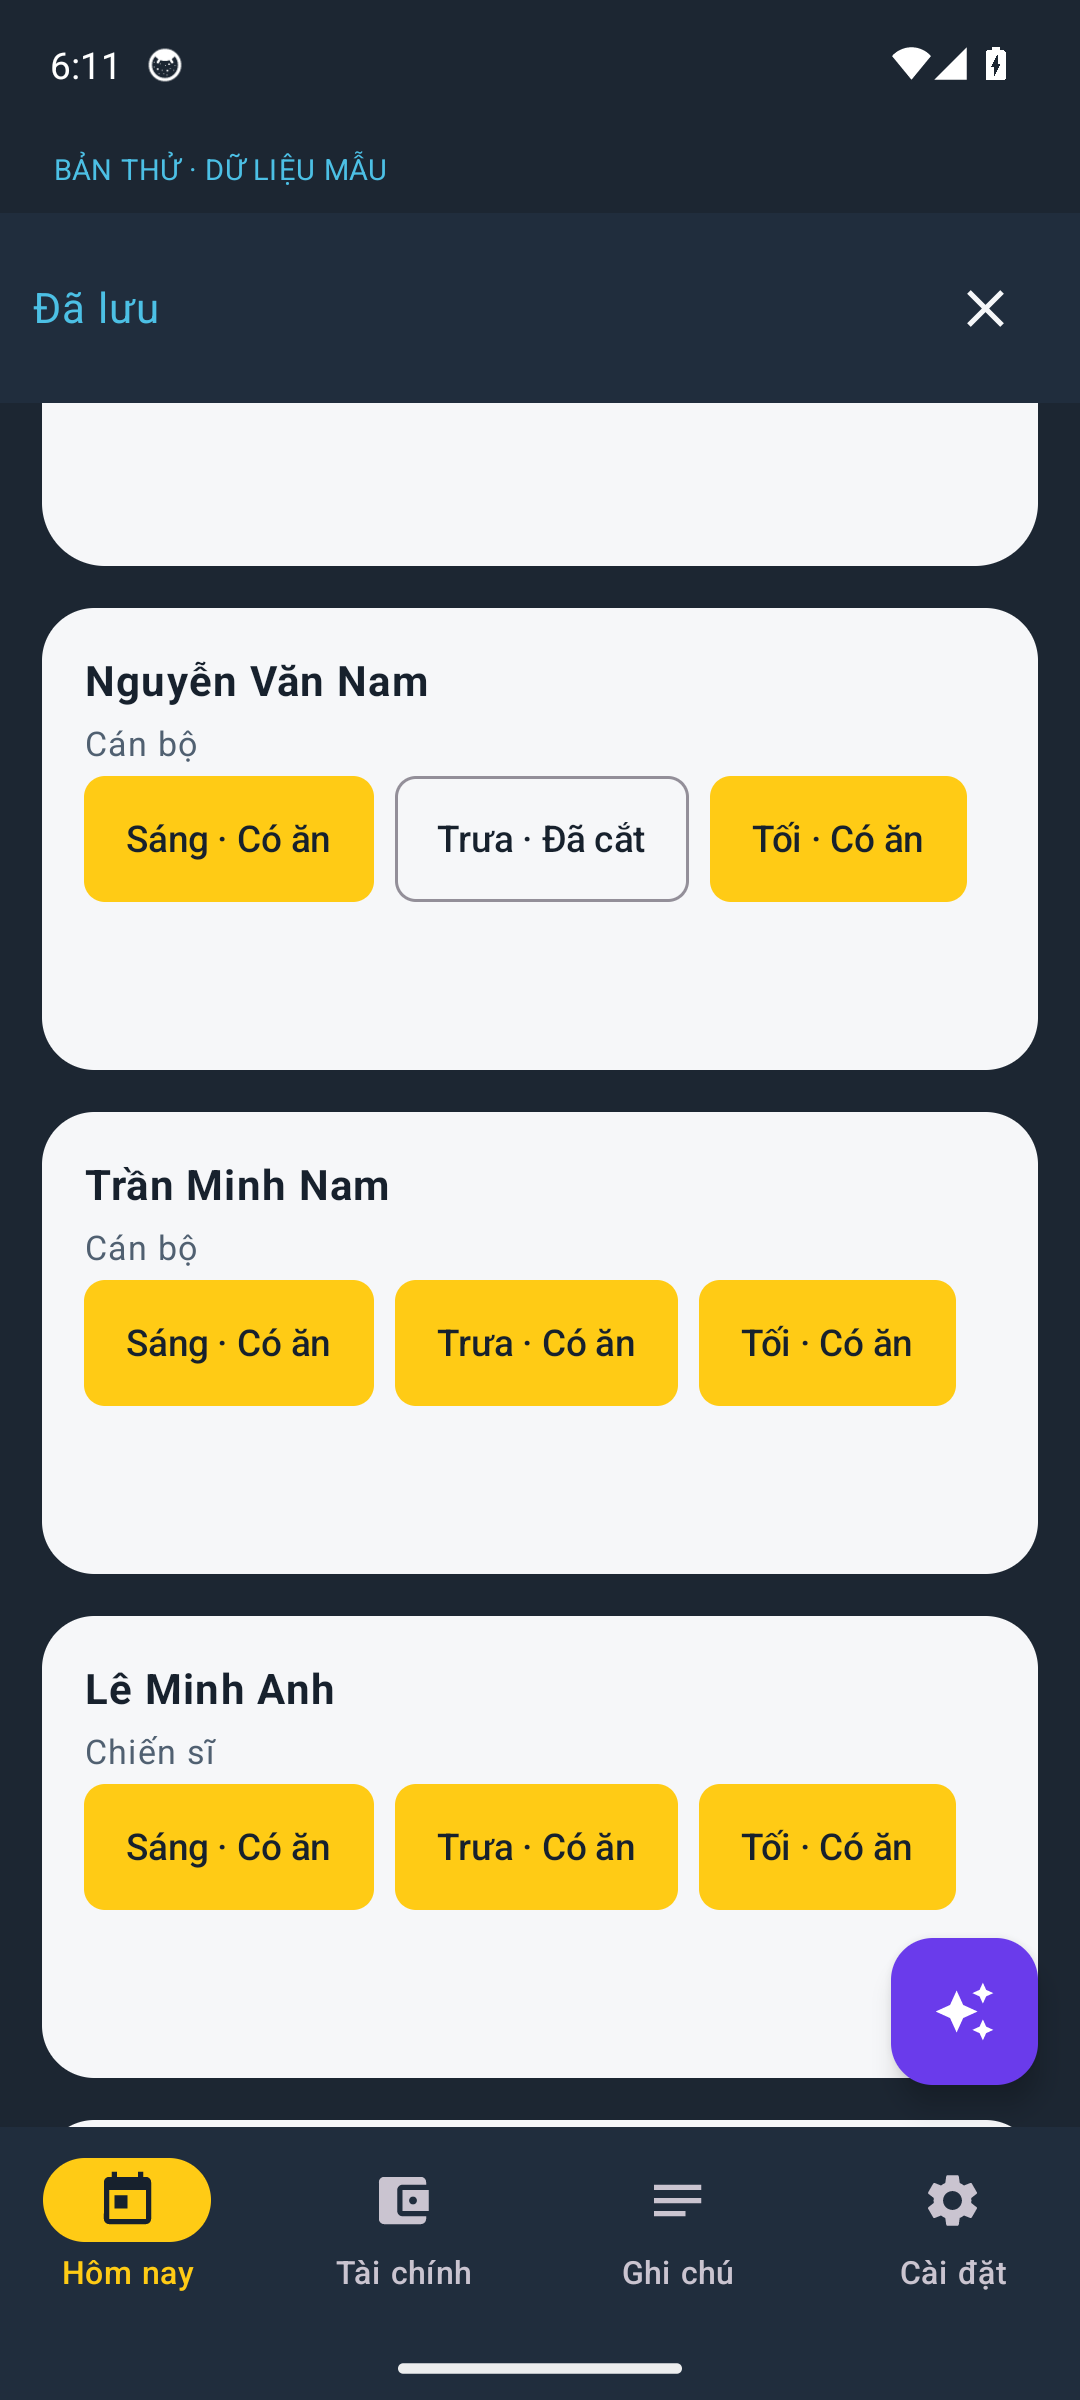 6:11
BẢN THỬ · DỮ LIỆU MẪU
Đã lưu
Nguyễn Văn Nam
Cán bộ
Sáng · Có ăn Trưa · Đã cắt Tối · Có ăn
Trần Minh Nam
Cán bộ
Sáng · Có ăn Trưa · Có ăn Tối · Có ăn
Lê Minh Anh
Chiến sĩ
Sáng · Có ăn Trưa · Có ăn Tối · Có ăn
Hôm nay Tài chính Ghi chú Cài đặt